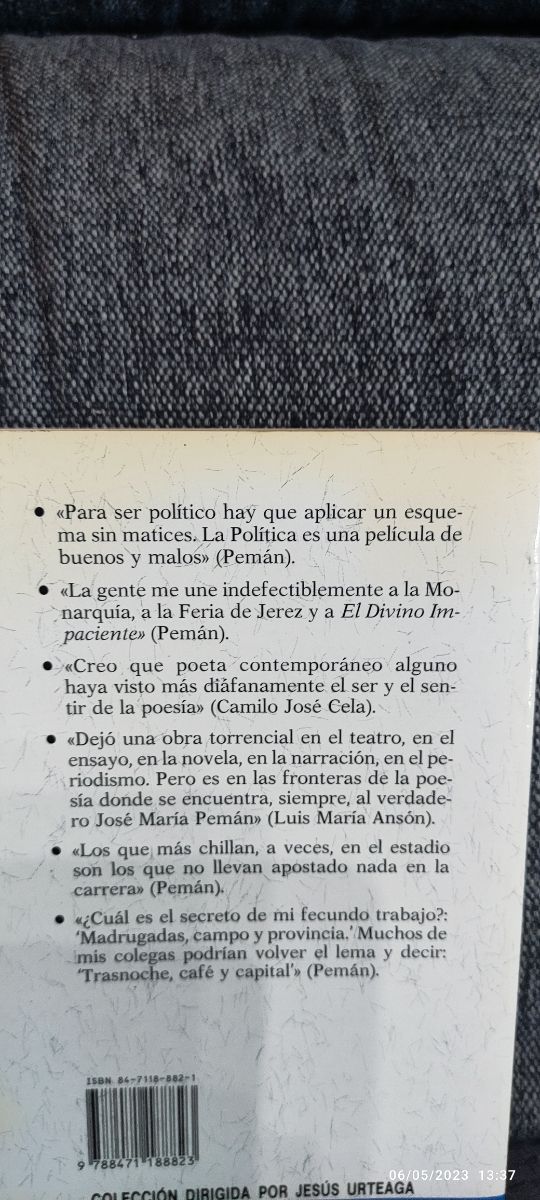 • «Para ser político hay que aplicar un esque-
ma sin matices. La Política es una película de
buenos y malos» (Pemán).
• «La gente me une indefectiblemente a la Mo-
narquía, a la Feria de Jerez y a El Divino Im-
paciente» (Pemán).
• «Creo que poeta contemporáneo alguno
haya visto más diáfanamente el ser y el sen-
tir de la poesía» (Camilo José Cela).
• «Dejó una obra torrencial en el teatro, en el
ensayo, en la novela, en la narración, en el pe-
riodismo. Pero es en las fronteras de la poe-
sía donde se encuentra, siempre, al verdade-
ro José María Pemán» (Luis María Ansón).
• «Los que más chillan, a veces, en el estadio
son los que no llevan apostado nada en la
carrera» (Pemán).
• «¿Cuál es el secreto de mi fecundo trabajo?:
'Madrugadas, campo y provincia.' Muchos de
mis colegas podrían volver el lema y decir:
'Trasnoche, café y capital'» (Pemán).
ISBN 84-7118-882-1
9 788471 188823
COLECCIÓN DIRIGIDA POR JESÚS URTEAGA
06/05/2023 13:37